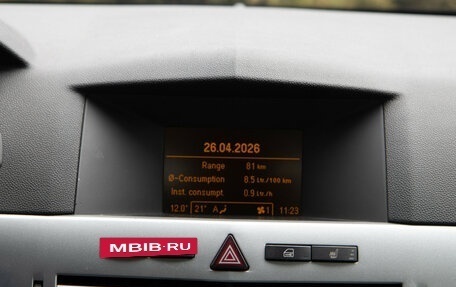 26.04.2026
Range 81 km
Ø-Consumption 8.5 Ltr./100 km
Inst. consumpt. 0.9 Ltr./h
12.0° 21° A 1 11:23
MBIB·RU